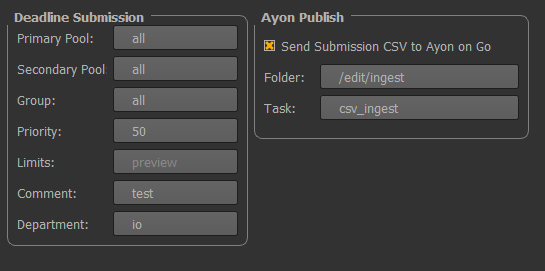 Deadline Submission
Primary Pool: all
Secondary Pool: all
Group: all
Priority: 50
Limits: preview
Comment: test
Department: io
Ayon Publish
Send Submission CSV to Ayon on Go
Folder: /edit/ingest
Task: csv_ingest